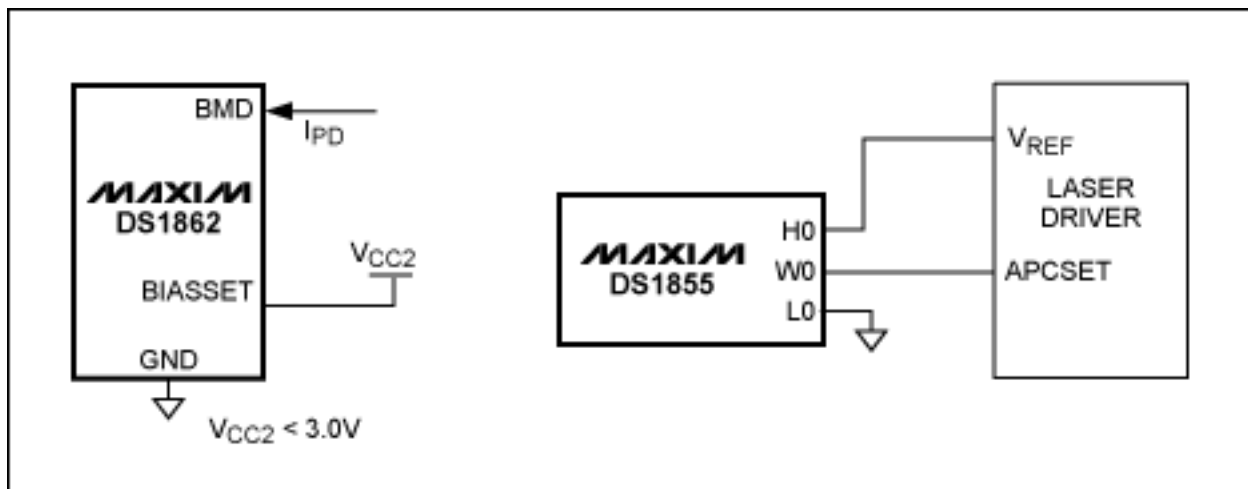 BMD
IPD
MAXIM
DS1862
VCC2
BIASSET
GND
VCC2 < 3.0V
MAXIM
DS1855
H0
W0
L0
VREF
LASER
DRIVER
APCSET